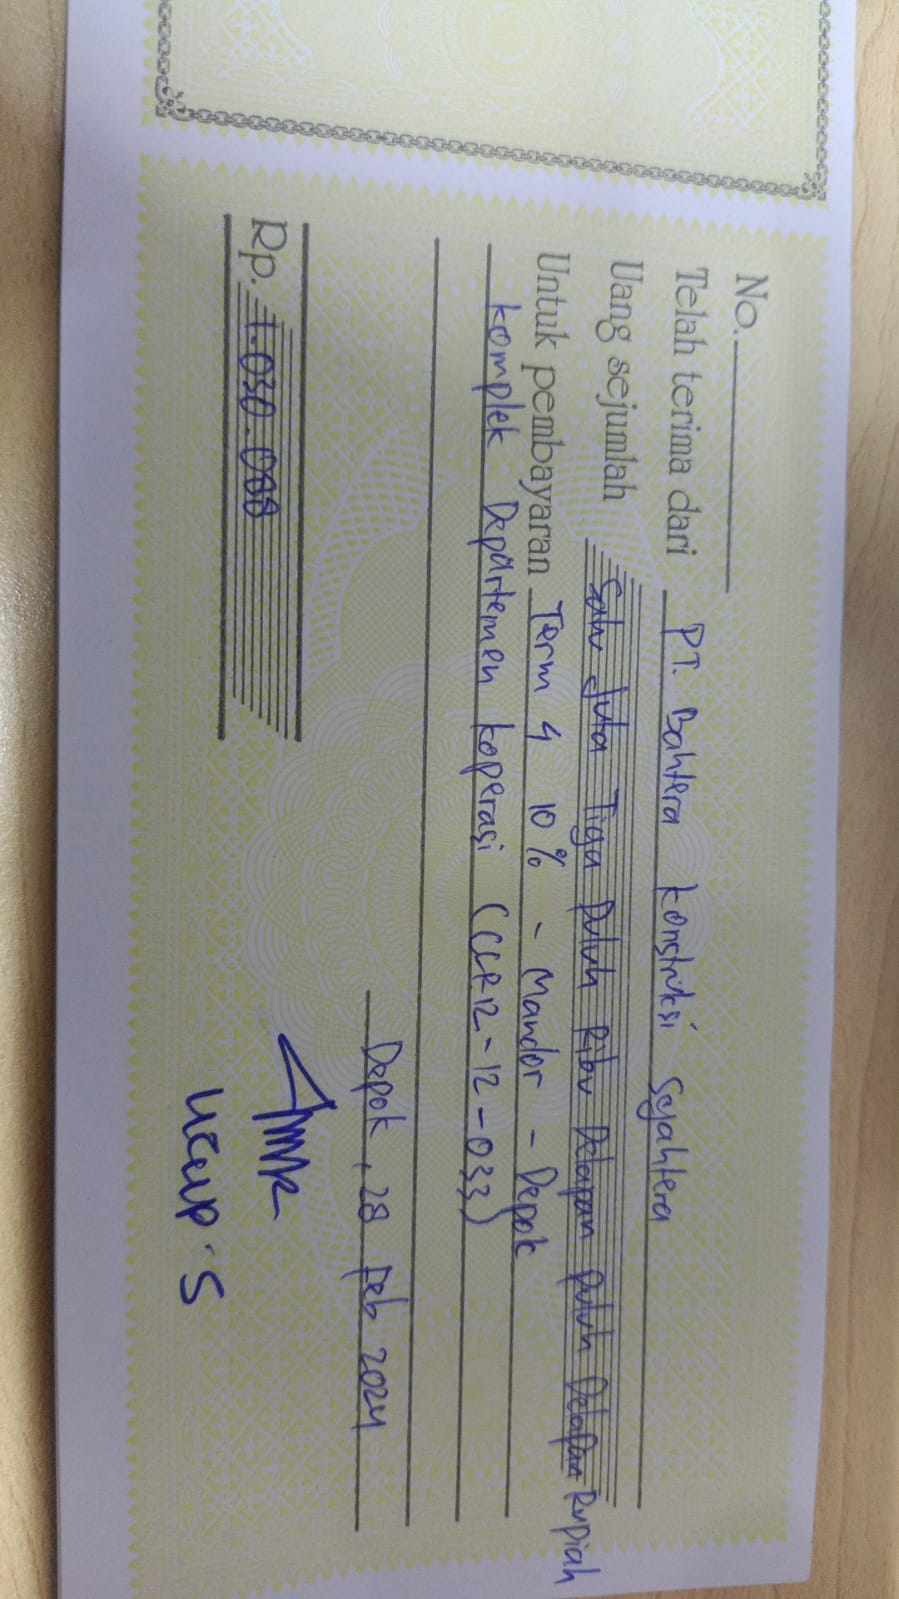 No.
Telah terima dari PT. Bahtera Konstruksi Sejahtera
Uang sejumlah Satu Juta Tiga Puluh Ribu Delapan Puluh Delapan Rupiah
Untuk pembayaran Term 4 10% - Mandor - Depok
Komplek Departemen Koperasi (CCR12-12-033)
Depok, 28 Feb 2024
Rp. 1.030.088
Ucup.S